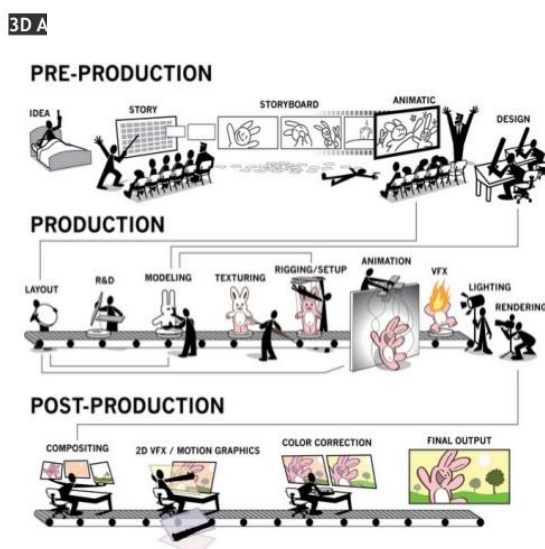 3D A
PRE-PRODUCTION
IDEA
STORY
STORYBOARD
ANIMATIC
DESIGN
PRODUCTION
LAYOUT
R&D
MODELING
TEXTURING
RIGGING/SETUP
ANIMATION
VFX
LIGHTING
RENDERING
POST-PRODUCTION
COMPOSITING
2D VFX / MOTION GRAPHICS
COLOR CORRECTION
FINAL OUTPUT